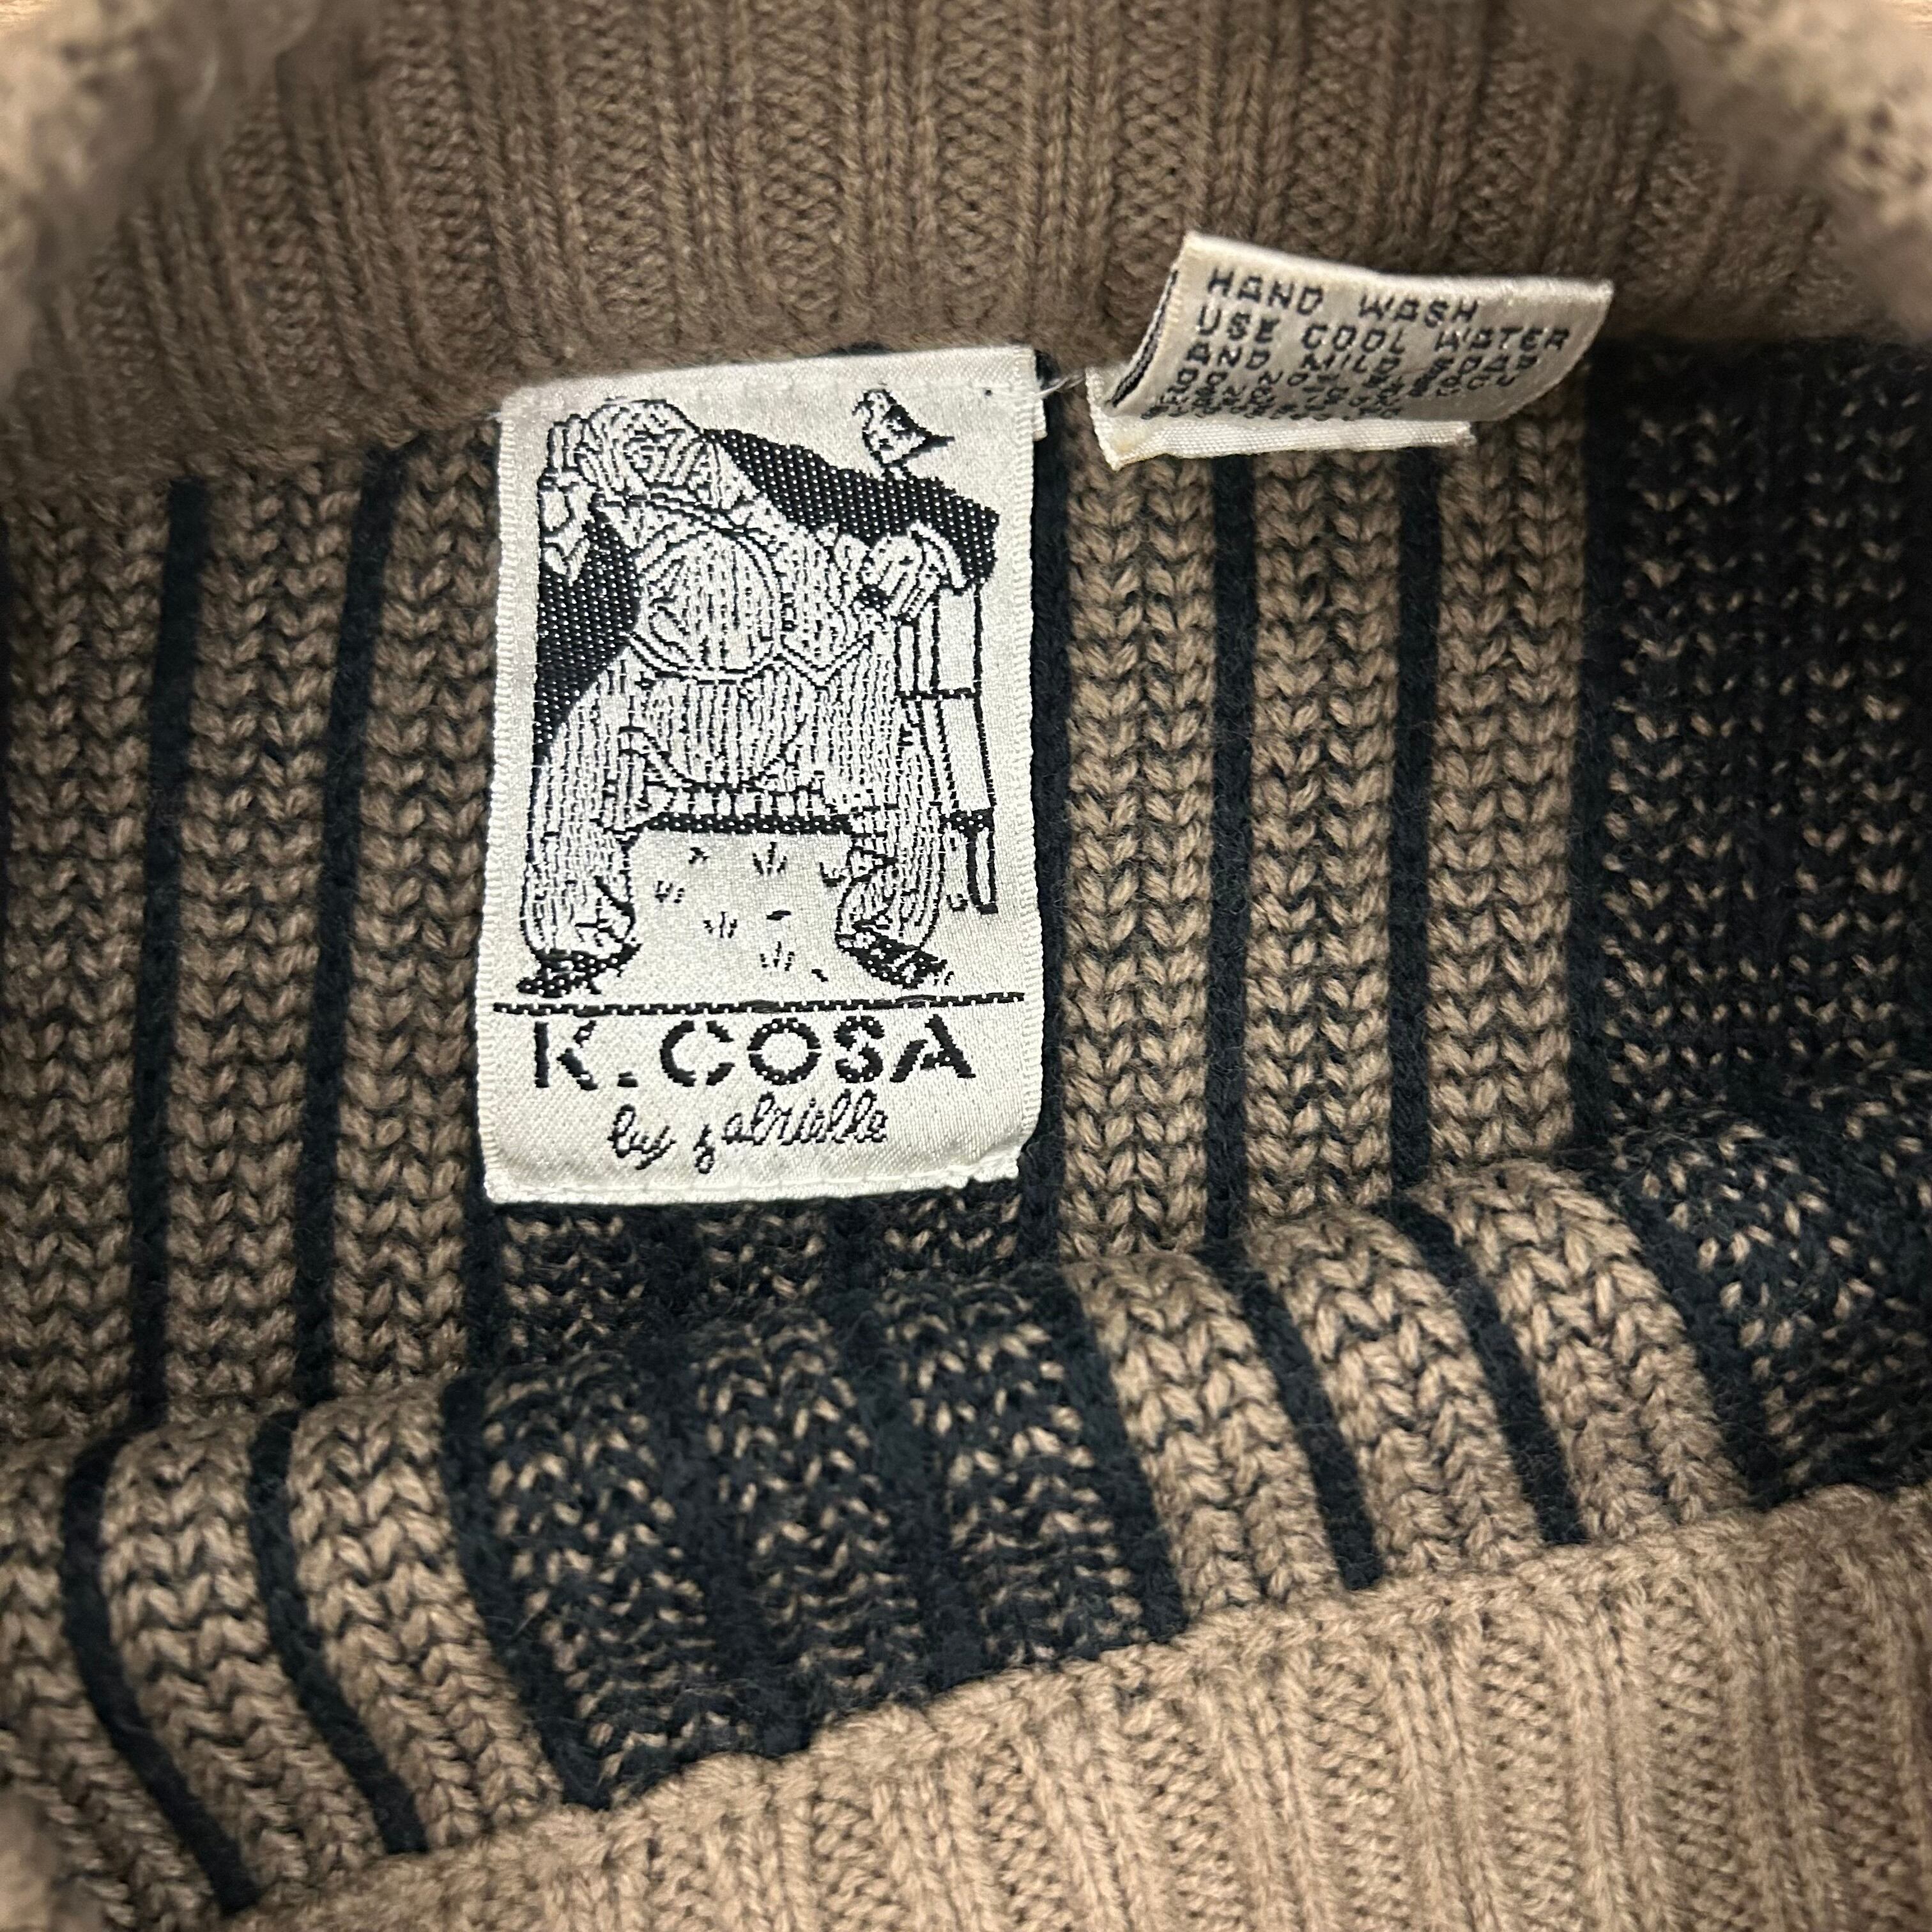 HAND WASH
USE COOL WATER
AND MILD SOAP
K.COSA
by gabrielle